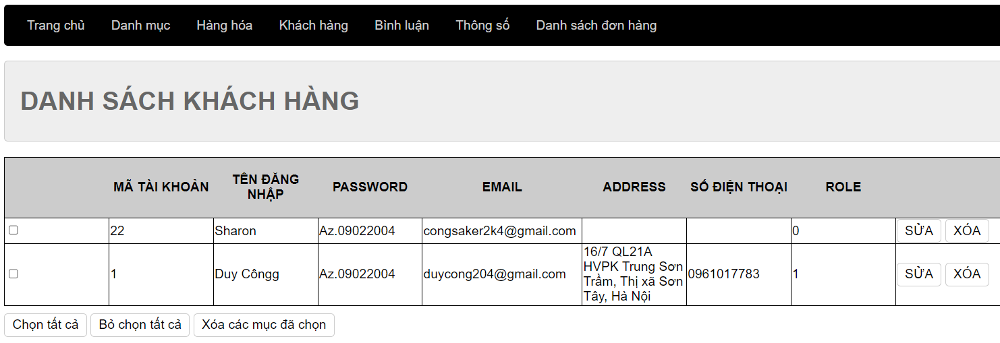 Trang chủ Danh mục Hàng hóa Khách hàng Bình luận Thông số Danh sách đơn hàng
DANH SÁCH KHÁCH HÀNG
MÃ TÀI KHOẢN TÊN ĐĂNG NHẬP PASSWORD EMAIL ADDRESS SỐ ĐIỆN THOẠI ROLE
22 Sharon Az.09022004 congsaker2k4@gmail.com 0 SỬA XÓA
1 Duy Côngg Az.09022004 duycong204@gmail.com 16/7 QL21A HVPK Trung Sơn Trầm, Thị xã Sơn Tây, Hà Nội 0961017783 1 SỬA XÓA
Chọn tất cả Bỏ chọn tất cả Xóa các mục đã chọn